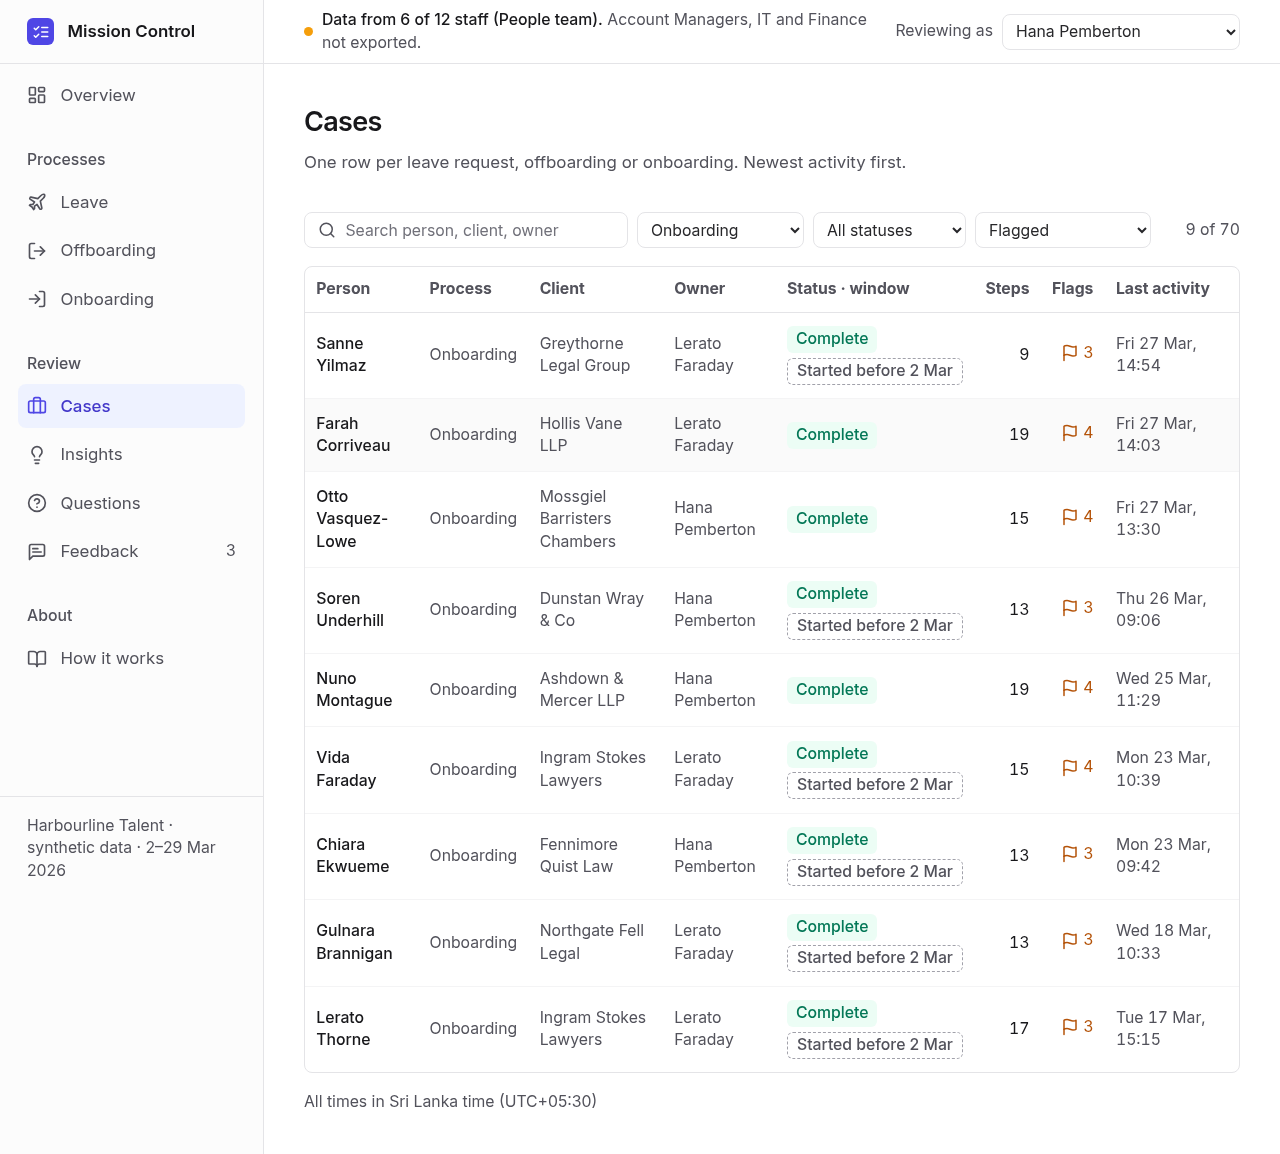 Mission Control
Data from 6 of 12 staff (People team). Account Managers, IT and Finance
not exported.
Reviewing as
Hana Pemberton
Overview
Processes
Leave
Offboarding
Onboarding
Review
Cases
Insights
Questions
Feedback 3
About
How it works
Harbourline Talent ·
synthetic data · 2–29 Mar
2026
Cases
One row per leave request, offboarding or onboarding. Newest activity first.
Search person, client, owner
Onboarding
All statuses
Flagged
9 of 70
Person Process Client Owner Status · window Steps Flags Last activity
Sanne
Yilmaz
Onboarding
Greythorne
Legal Group
Lerato
Faraday
Complete
Started before 2 Mar
9
3
Fri 27 Mar,
14:54
Farah
Corriveau
Onboarding
Hollis Vane
LLP
Lerato
Faraday
Complete
19
4
Fri 27 Mar,
14:03
Otto
Vasquez-
Lowe
Onboarding
Mossgiel
Barristers
Chambers
Hana
Pemberton
Complete
15
4
Fri 27 Mar,
13:30
Soren
Underhill
Onboarding
Dunstan Wray
& Co
Hana
Pemberton
Complete
Started before 2 Mar
13
3
Thu 26 Mar,
09:06
Nuno
Montague
Onboarding
Ashdown &
Mercer LLP
Hana
Pemberton
Complete
19
4
Wed 25 Mar,
11:29
Vida
Faraday
Onboarding
Ingram Stokes
Lawyers
Lerato
Faraday
Complete
Started before 2 Mar
15
4
Mon 23 Mar,
10:39
Chiara
Ekwueme
Onboarding
Fennimore
Quist Law
Hana
Pemberton
Complete
Started before 2 Mar
13
3
Mon 23 Mar,
09:42
Gulnara
Brannigan
Onboarding
Northgate Fell
Legal
Lerato
Faraday
Complete
Started before 2 Mar
13
3
Wed 18 Mar,
10:33
Lerato
Thorne
Onboarding
Ingram Stokes
Lawyers
Lerato
Faraday
Complete
Started before 2 Mar
17
3
Tue 17 Mar,
15:15
All times in Sri Lanka time (UTC+05:30)